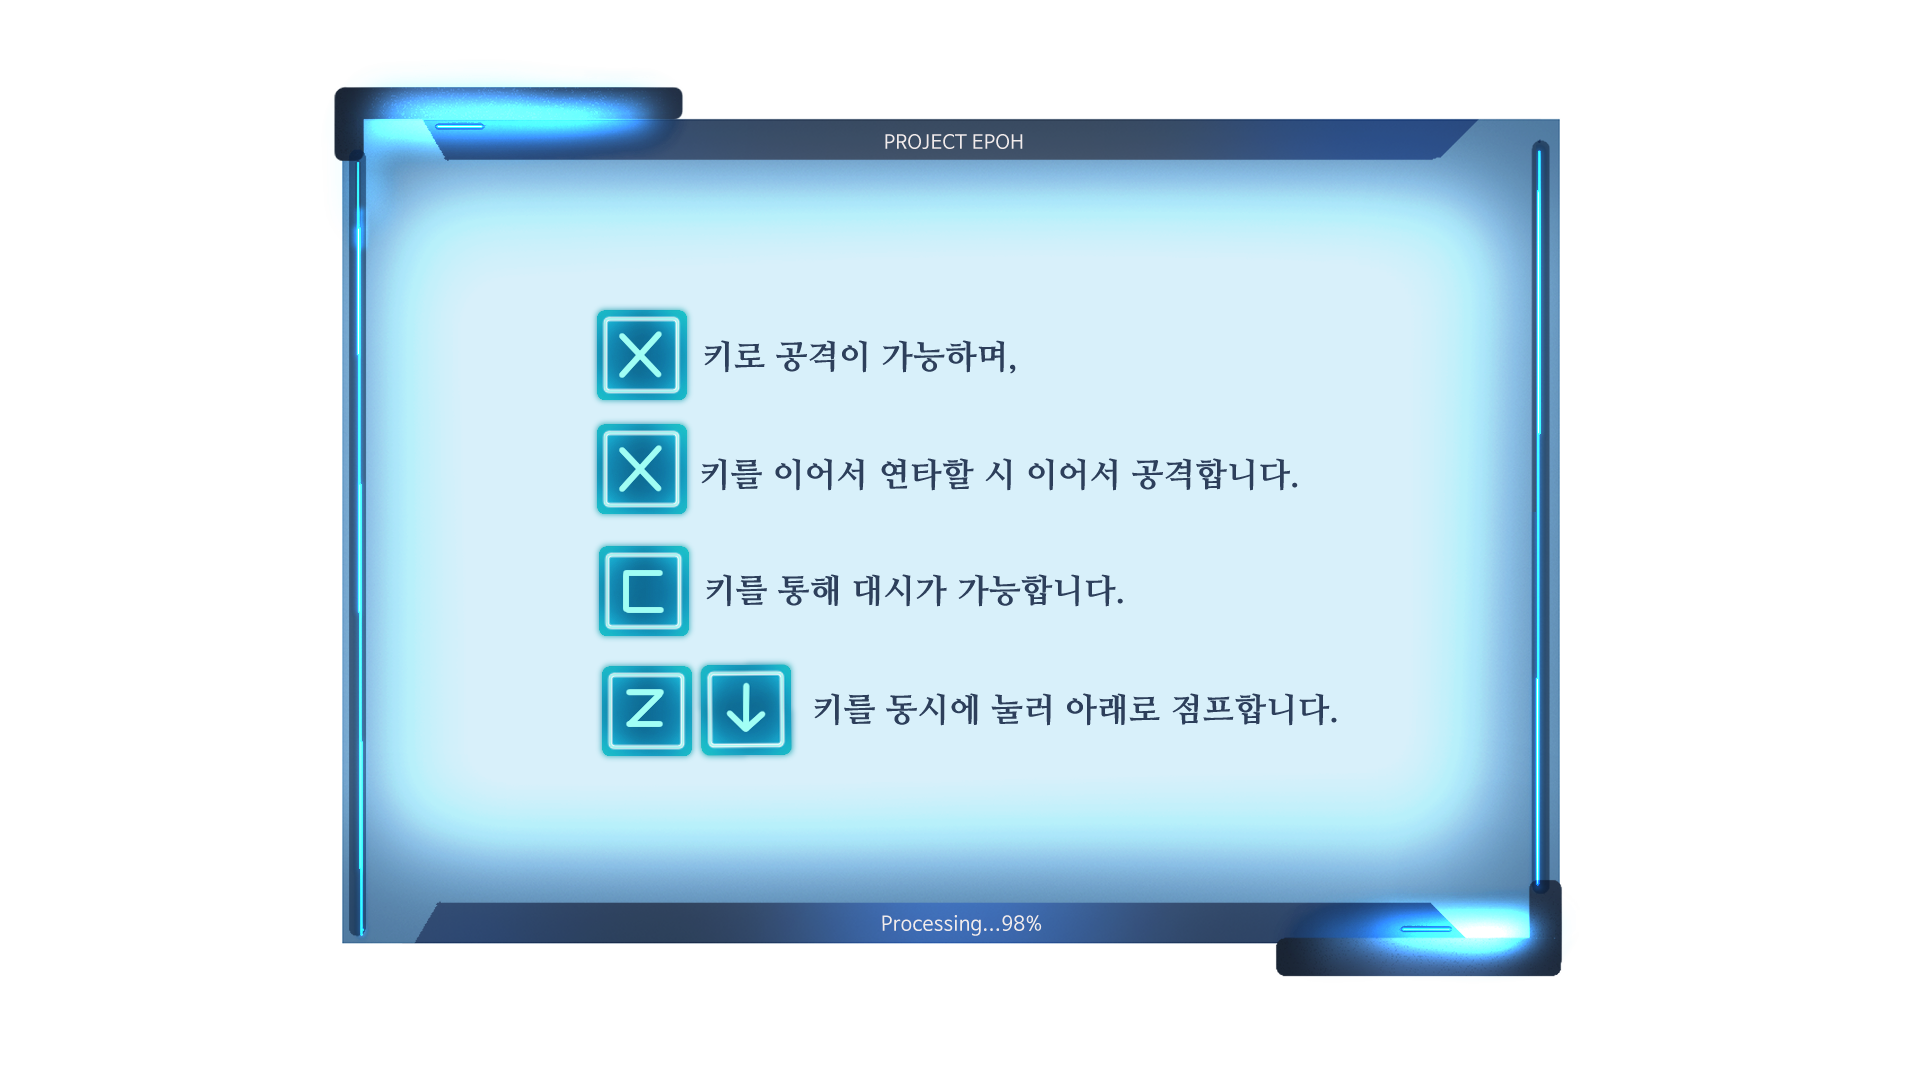 PROJECT EPOH
X 키로 공격이 가능하며,
X 키를 이어서 연타할 시 이어서 공격합니다.
C 키를 통해 대시가 가능합니다.
Z ↓ 키를 동시에 눌러 아래로 점프합니다.
Processing...98%